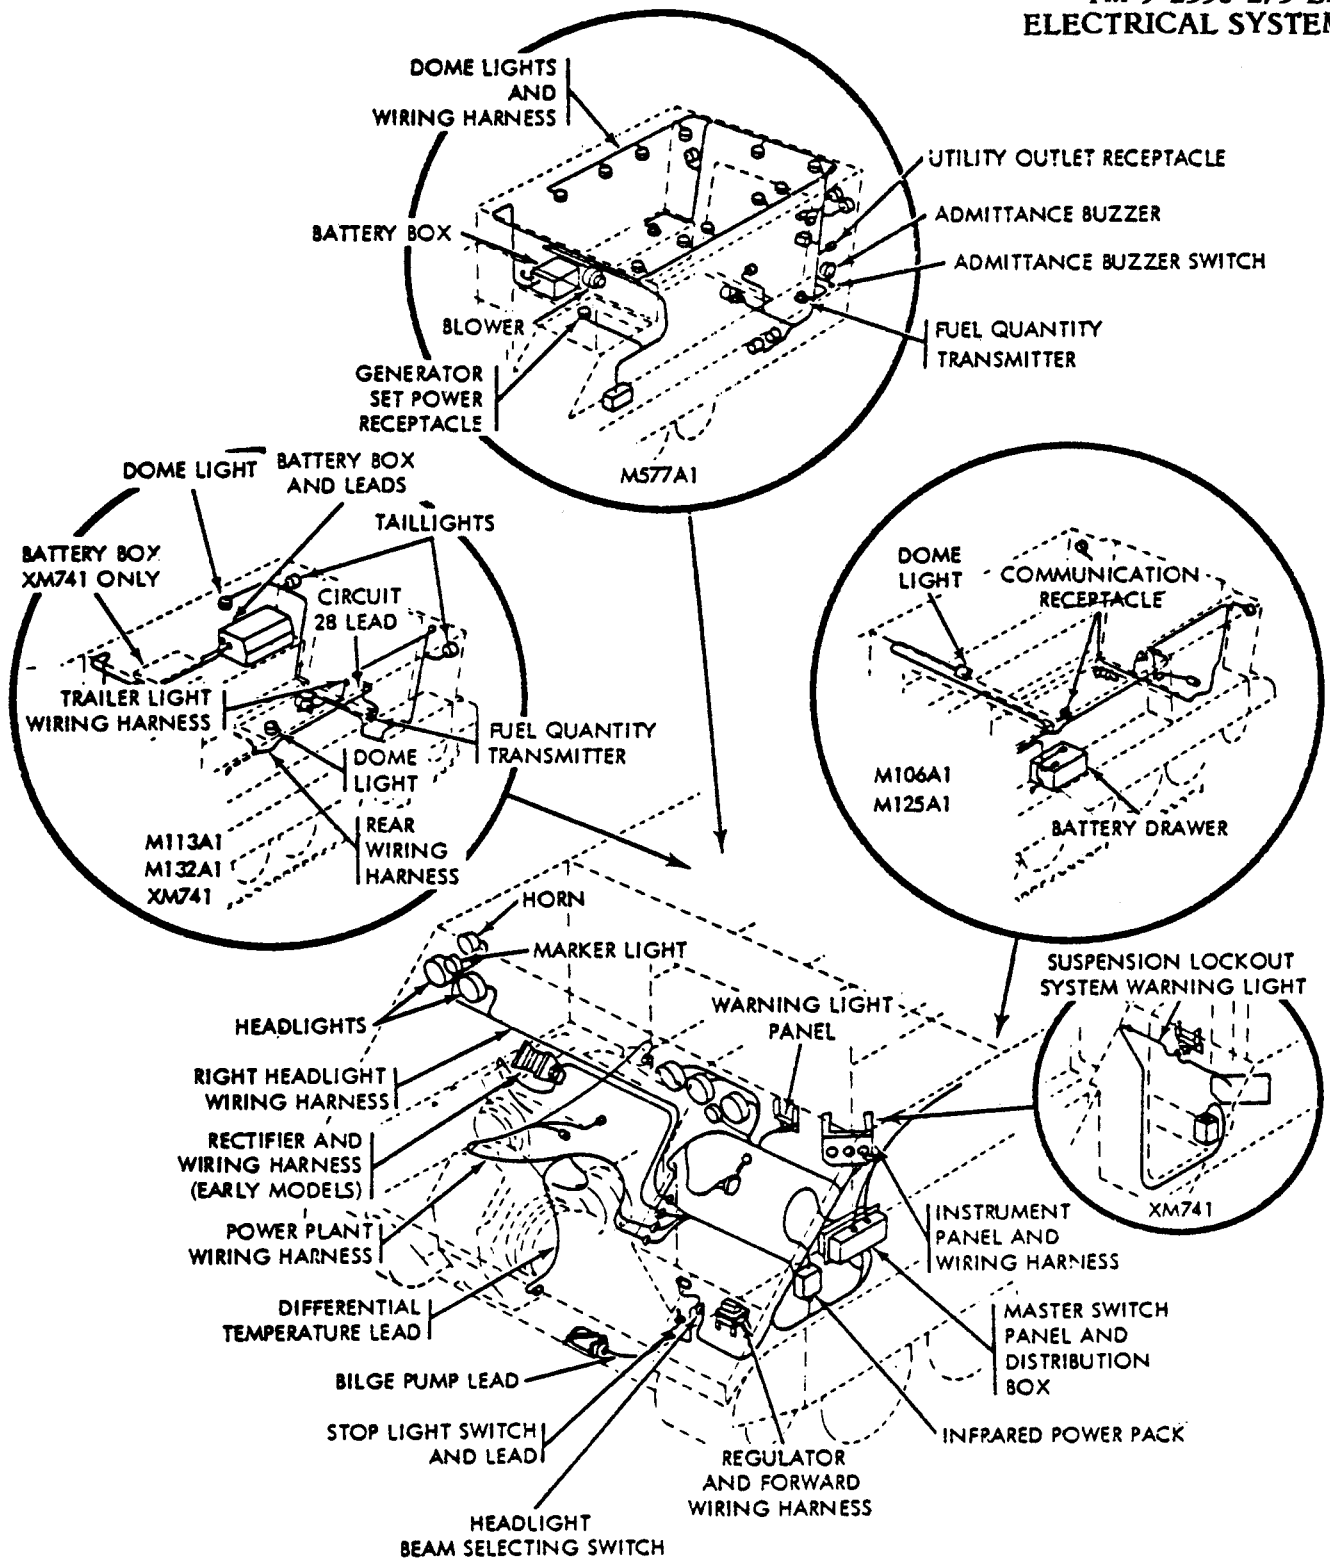 ELECTRICAL SYSTEM
DOME LIGHTS
AND
WIRING HARNESS
UTILITY OUTLET RECEPTACLE
ADMITTANCE BUZZER
BATTERY BOX
ADMITTANCE BUZZER SWITCH
BLOWER
FUEL QUANTITY
TRANSMITTER
GENERATOR
SET POWER
RECEPTACLE
M577A1
DOME LIGHT
BATTERY BOX
AND LEADS
TAILLIGHTS
BATTERY BOX
XM741 ONLY
CIRCUIT
28 LEAD
TRAILER LIGHT
WIRING HARNESS
FUEL QUANTITY
TRANSMITTER
DOME
LIGHT
M113A1
M132A1
XM741
REAR
WIRING
HARNESS
DOME
LIGHT
COMMUNICATION
RECEPTACLE
M106A1
M125A1
BATTERY DRAWER
HORN
MARKER LIGHT
HEADLIGHTS
WARNING LIGHT
PANEL
SUSPENSION LOCKOUT
SYSTEM WARNING LIGHT
XM741
RIGHT HEADLIGHT
WIRING HARNESS
RECTIFIER AND
WIRING HARNESS
(EARLY MODELS)
POWER PLANT
WIRING HARNESS
INSTRUMENT
PANEL AND
WIRING HARNESS
DIFFERENTIAL
TEMPERATURE LEAD
MASTER SWITCH
PANEL AND
DISTRIBUTION
BOX
BILGE PUMP LEAD
STOP LIGHT SWITCH
AND LEAD
INFRARED POWER PACK
REGULATOR
AND FORWARD
WIRING HARNESS
HEADLIGHT
BEAM SELECTING SWITCH